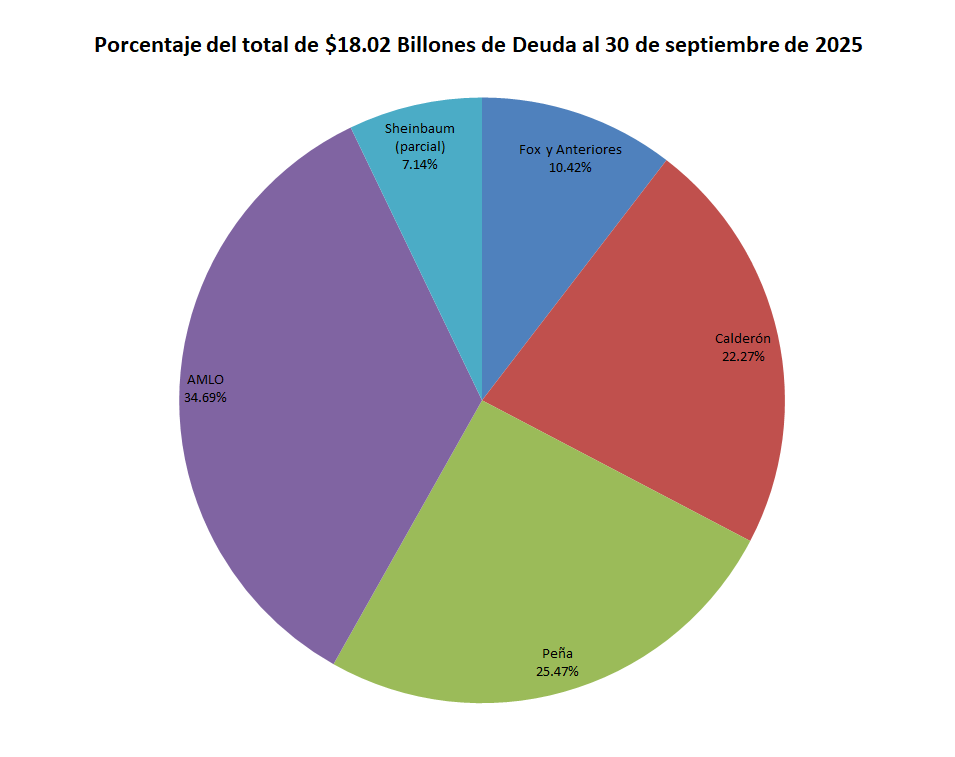 Porcentaje del total de $18.02 Billones de Deuda al 30 de septiembre de 2025
Sheinbaum
(parcial)
7.14%
Fox y Anteriores
10.42%
Calderón
22.27%
AMLO
34.69%
Peña
25.47%